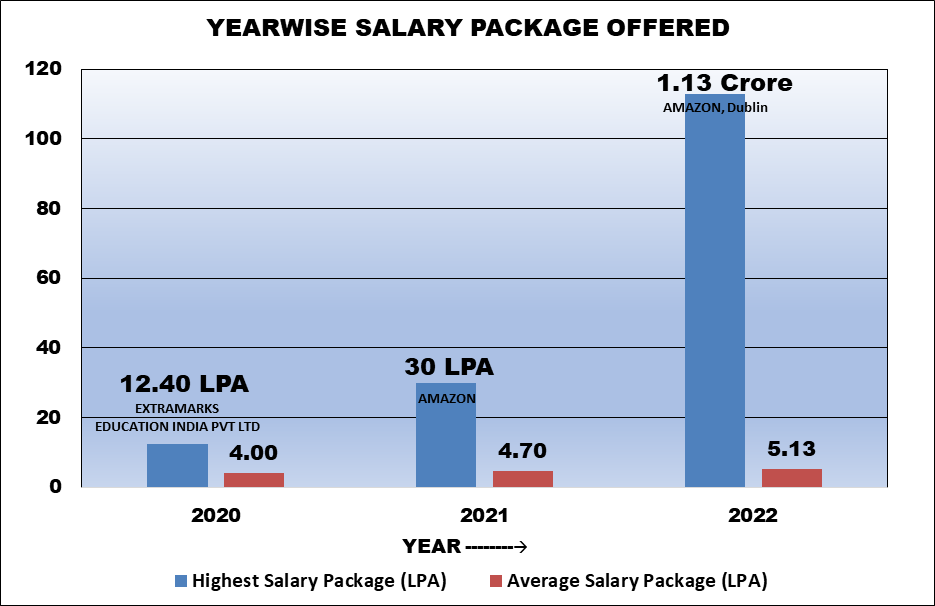 YEARWISE SALARY PACKAGE OFFERED
120
100
80
60
40
20
0
12.40 LPA
EXTRAMARKS
EDUCATION INDIA PVT LTD
4.00
30 LPA
AMAZON
4.70
1.13 Crore
AMAZON, Dublin
5.13
2020 2021 2022
YEAR -------->
Highest Salary Package (LPA) Average Salary Package (LPA)